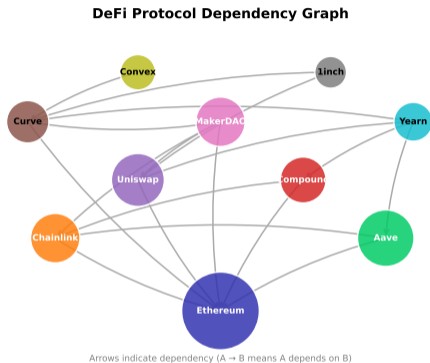 DeFi Protocol Dependency Graph
Convex
1inch
Curve
MakerDAO
Yearn
Uniswap
Compound
Chainlink
Aave
Ethereum
Arrows indicate dependency (A → B means A depends on B)